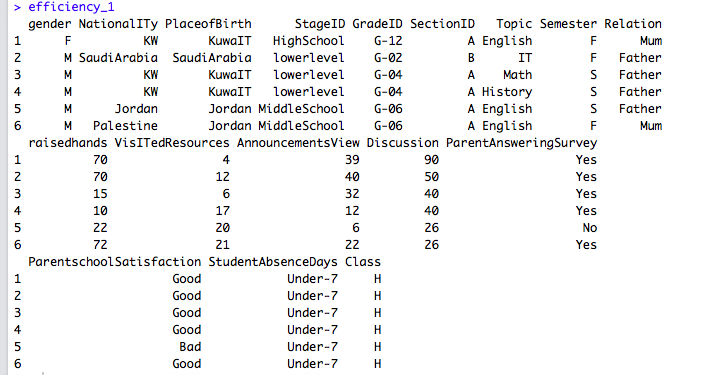 > efficiency_1
  gender NationalITy PlaceofBirth      StageID GradeID SectionID   Topic Semester Relation
1      F          KW       KuwaIT   HighSchool    G-12         A English        F      Mum
2      M SaudiArabia  SaudiArabia   lowerlevel    G-02         B      IT        F   Father
3      M          KW       KuwaIT   lowerlevel    G-04         A    Math        S   Father
4      M          KW       KuwaIT   lowerlevel    G-04         A History        S   Father
5      M      Jordan       Jordan MiddleSchool    G-06         A English        S   Father
6      M   Palestine       Jordan MiddleSchool    G-06         A English        F      Mum
  raisedhands VisITedResources AnnouncementsView Discussion ParentAnsweringSurvey
1          70                4                39         90                   Yes
2          70               12                40         50                   Yes
3          15                6                32         40                   Yes
4          10               17                12         40                   Yes
5          22               20                 6         26                    No
6          72               21                22         26                   Yes
  ParentschoolSatisfaction StudentAbsenceDays Class
1                     Good            Under-7     H
2                     Good            Under-7     H
3                     Good            Under-7     H
4                     Good            Under-7     H
5                      Bad            Under-7     H
6                     Good            Under-7     H